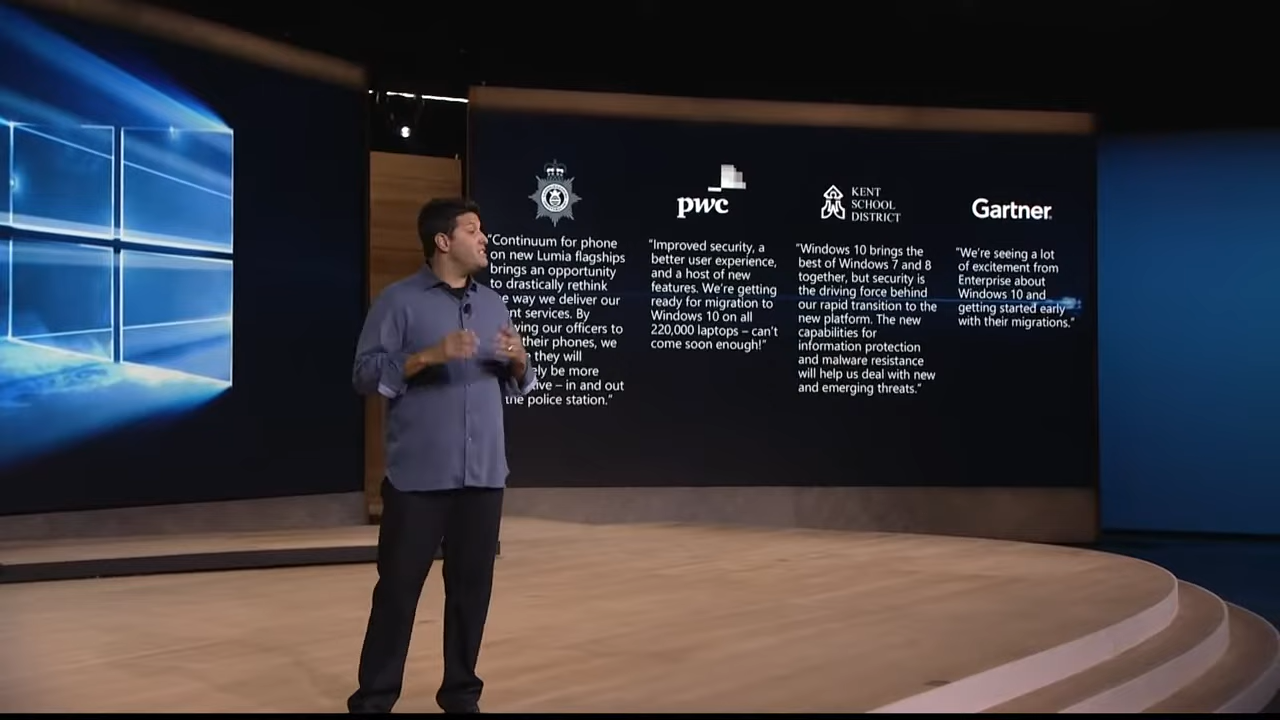 "Continuum for phone
on new Lumia flagships
brings an opportunity
to drastically rethink
way we deliver our
services. By
our officers to
their phones, we
they will
be more
– in and out
the police station."
pwc
"Improved security, a
better user experience,
and a host of new
features. We're getting
ready for migration to
Windows 10 on all
220,000 laptops – can't
come soon enough!"
KENT
SCHOOL
DISTRICT
"Windows 10 brings the
best of Windows 7 and 8
together, but security is
the driving force behind
our rapid transition to the
new platform. The new
capabilities for
information protection
and malware resistance
will help us deal with new
and emerging threats."
Gartner
"We're seeing a lot
of excitement from
Enterprise about
Windows 10 and
getting started early
with their migrations."